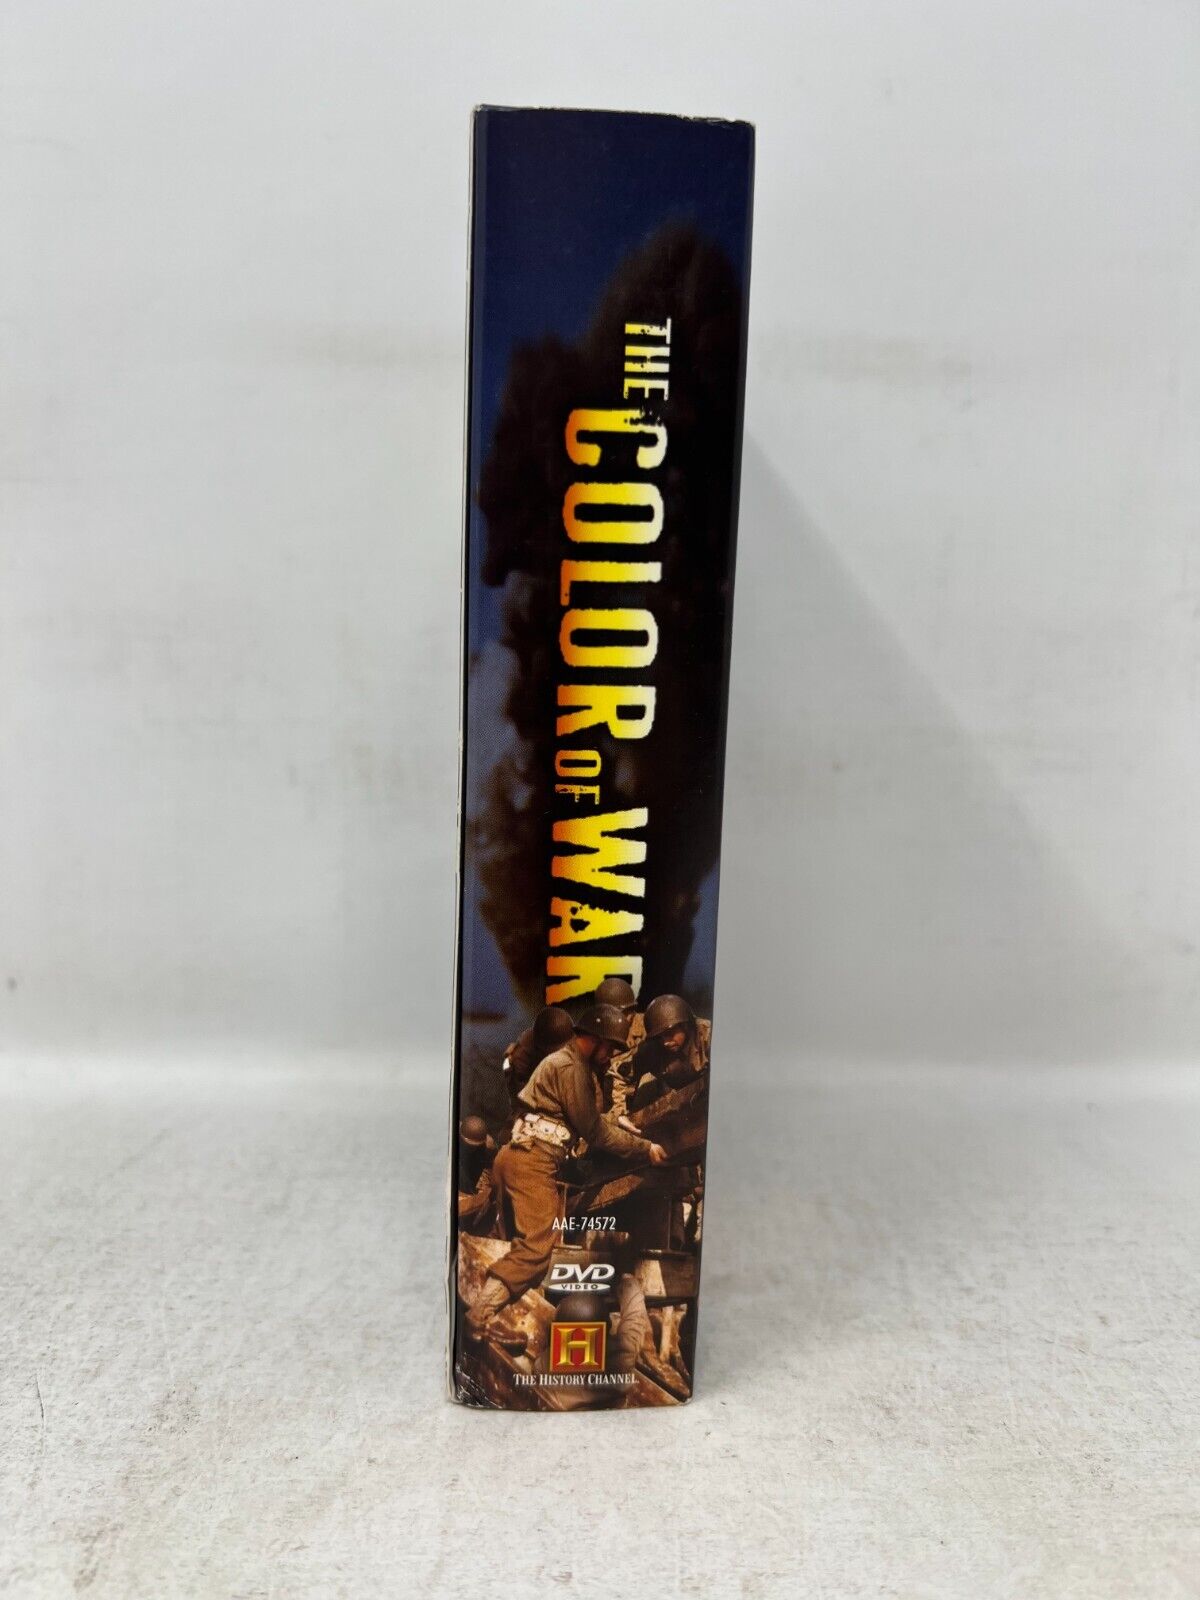 THE COLOR OF WAR
AAE-74572
DVD
VIDEO
H
THE HISTORY CHANNEL.